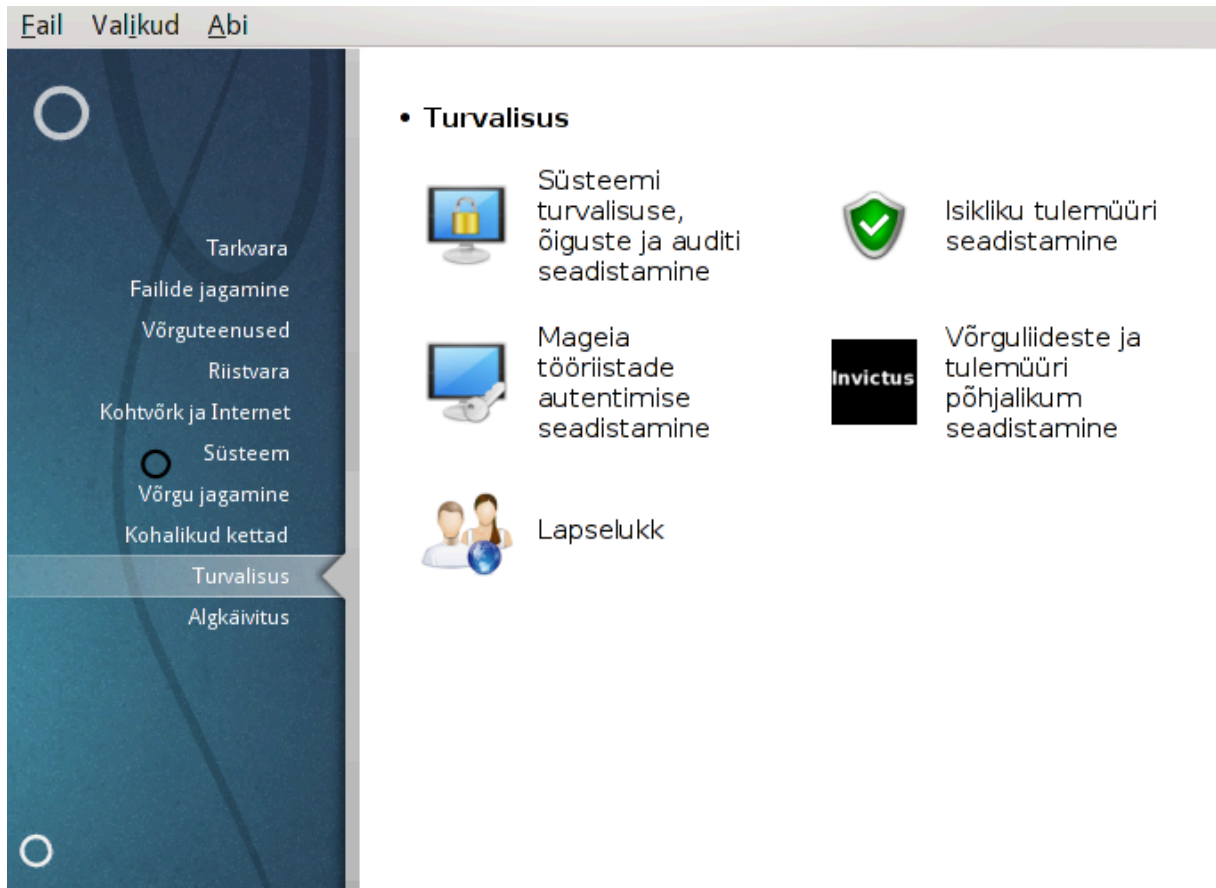 Fail Valikud Abi
Tarkvara
Failide jagamine
Võrguteenused
Riistvara
Kohtvõrk ja Internet
Süsteem
Võrgu jagamine
Kohalikud kettad
Turvalisus
Algkäivitus
• Turvalisus
Süsteemi
turvalisuse,
õiguste ja auditi
seadistamine
Isikliku tulemüüri
seadistamine
Mageia
tööriistade
autentimise
seadistamine
Invictus
Võrguliideste ja
tulemüüri
põhjalikum
seadistamine
Lapselukk